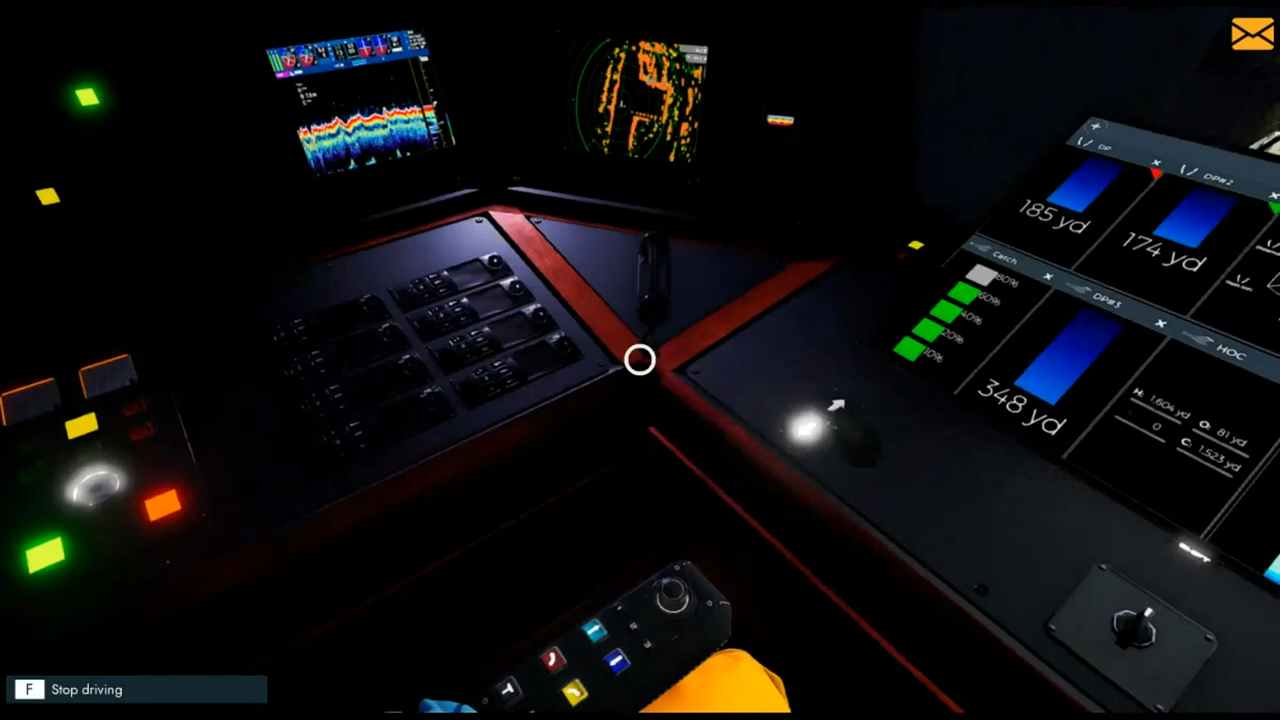 DP
DP#2
185 yd
174 yd
Catch
80%
60%
40%
20%
10%
DP#3
348 yd
HOC
H: 1.604 yd
O: 81 yd
0
C: 1.523 yd
F Stop driving